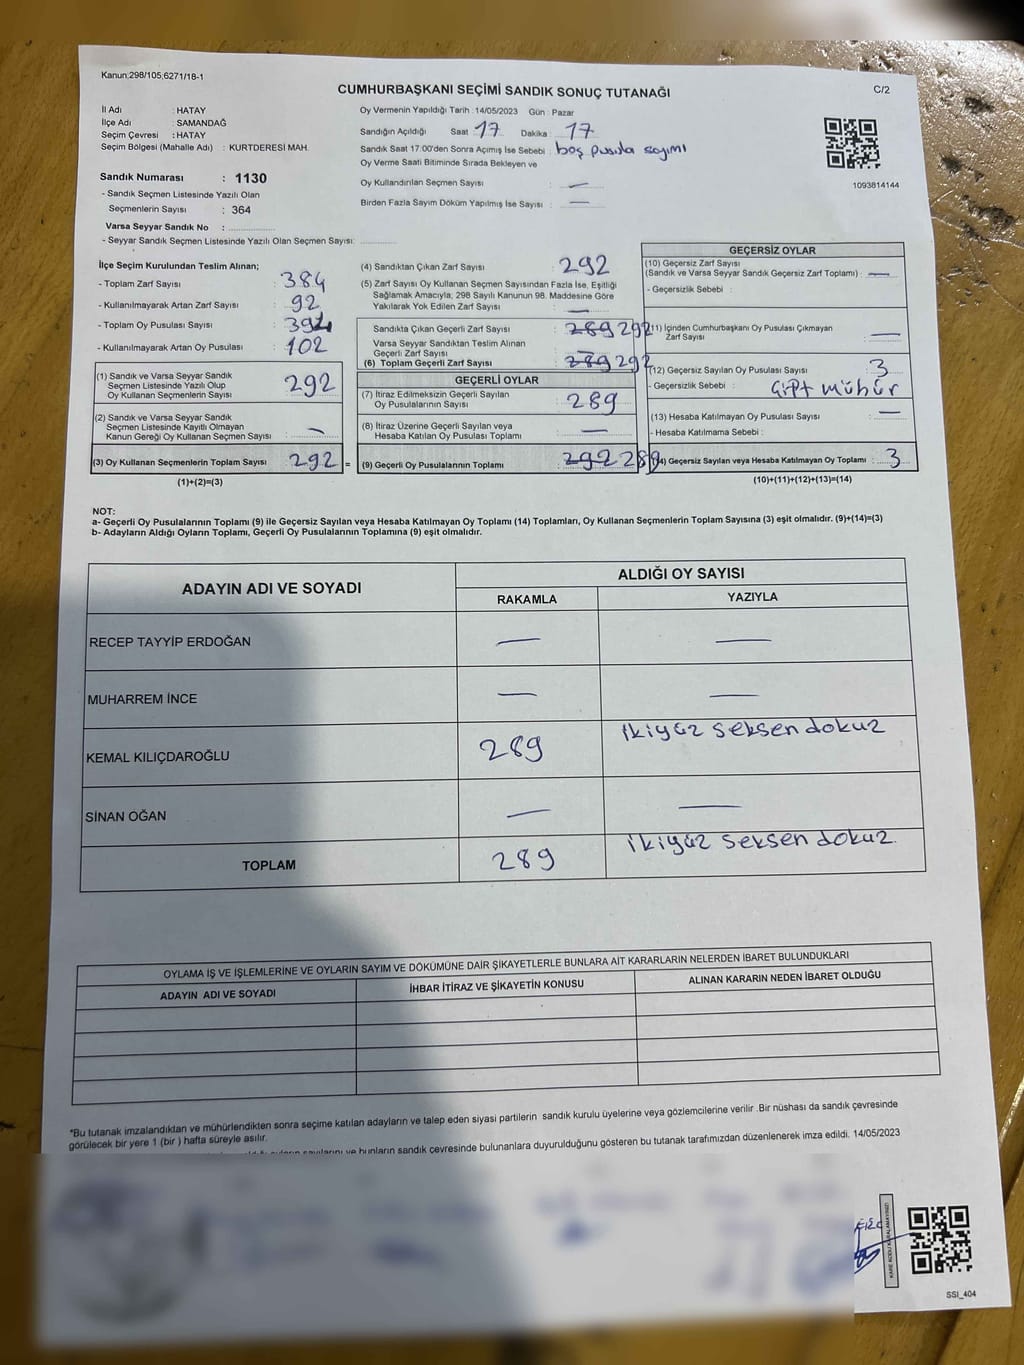 Kanun;298/105,6271/18-1
CUMHURBAŞKANI SEÇİMİ SANDIK SONUÇ TUTANAĞI
C/2
İl Adı : HATAY
İlçe Adı : SAMANDAĞ
Seçim Çevresi : HATAY
Seçim Bölgesi (Mahalle Adı) : KURTDERESİ MAH.
Sandık Numarası : 1130
- Sandık Seçmen Listesinde Yazılı Olan
Seçmenlerin Sayısı : 364
Varsa Seyyar Sandık No :
- Seyyar Sandık Seçmen Listesinde Yazılı Olan Seçmen Sayısı:
Oy Vermenin Yapıldığı Tarih : 14/05/2023 Gün : Pazar
Sandığın Açıldığı Saat : 17 Dakika : 17
Sandık Saat 17:00'den Sonra Açımış İse Sebebi : boş pusula sayımı
Oy Verme Saati Bitiminde Sırada Bekleyen ve
Oy Kullandırılan Seçmen Sayısı : —
Birden Fazla Sayım Döküm Yapılmış İse Sayısı : —
1093814144
İlçe Seçim Kurulundan Teslim Alınan;
- Toplam Zarf Sayısı : 384
- Kullanılmayarak Artan Zarf Sayısı : 92
- Toplam Oy Pusulası Sayısı : 394
- Kullanılmayarak Artan Oy Pusulası : 102
(1) Sandık ve Varsa Seyyar Sandık
Seçmen Listesinde Yazılı Olup
Oy Kullanan Seçmenlerin Sayısı : 292
(2) Sandık ve Varsa Seyyar Sandık
Seçmen Listesinde Kayıtlı Olmayan
Kanun Gereği Oy Kullanan Seçmen Sayısı : —
(3) Oy Kullanan Seçmenlerin Toplam Sayısı : 292 =
(1)+(2)=(3)
(4) Sandıktan Çıkan Zarf Sayısı : 292
(5) Zarf Sayısı Oy Kullanan Seçmen Sayısından Fazla İse, Eşitliği
Sağlamak Amacıyla, 298 Sayılı Kanunun 98. Maddesine Göre
Yakılarak Yok Edilen Zarf Sayısı : —
Sandıkta Çıkan Geçerli Zarf Sayısı : 289 292
Varsa Seyyar Sandıktan Teslim Alınan
Geçerli Zarf Sayısı : —
(6) Toplam Geçerli Zarf Sayısı : 289 292
GEÇERLİ OYLAR
(7) İtiraz Edilmeksizin Geçerli Sayılan
Oy Pusulalarının Sayısı : 289
(8) İtiraz Üzerine Geçerli Sayılan veya
Hesaba Katılan Oy Pusulası Toplamı : —
(9) Geçerli Oy Pusulalarının Toplamı : 292 289
GEÇERSİZ OYLAR
(10) Geçersiz Zarf Sayısı
(Sandık ve Varsa Seyyar Sandık Geçersiz Zarf Toplamı) : —
- Geçersizlik Sebebi :
(11) İçinden Cumhurbaşkanı Oy Pusulası Çıkmayan
Zarf Sayısı : —
(12) Geçersiz Sayılan Oy Pusulası Sayısı : 3
- Geçersizlik Sebebi : Çift mühür
(13) Hesaba Katılmayan Oy Pusulası Sayısı : —
- Hesaba Katılmama Sebebi :
(14) Geçersiz Sayılan veya Hesaba Katılmayan Oy Toplamı : 3
(10)+(11)+(12)+(13)=(14)
NOT:
a- Geçerli Oy Pusulalarının Toplamı (9) ile Geçersiz Sayılan veya Hesaba Katılmayan Oy Toplamı (14) Toplamları, Oy Kullanan Seçmenlerin Toplam Sayısına (3) eşit olmalıdır. (9)+(14)=(3)
b- Adayların Aldığı Oyların Toplamı, Geçerli Oy Pusulalarının Toplamına (9) eşit olmalıdır.
ADAYIN ADI VE SOYADI
ALDIĞI OY SAYISI
RAKAMLA YAZIYLA
RECEP TAYYİP ERDOĞAN — —
MUHARREM İNCE — —
KEMAL KILIÇDAROĞLU 289 ikiyüz seksen dokuz
SİNAN OĞAN — —
TOPLAM 289 ikiyüz seksen dokuz.
OYLAMA İŞ VE İŞLEMLERİNE VE OYLARIN SAYIM VE DÖKÜMÜNE DAİR ŞİKAYETLERLE BUNLARA AİT KARARLARIN NELERDEN İBARET BULUNDUKLARI
ADAYIN ADI VE SOYADI İHBAR İTİRAZ VE ŞİKAYETİN KONUSU ALINAN KARARIN NEDEN İBARET OLDUĞU
*Bu tutanak imzalandıktan ve mühürlendikten sonra seçime katılan adayların ve talep eden siyasi partilerin sandık kurulu üyelerine veya gözlemcilerine verilir .Bir nüshası da sandık çevresinde
görülecek bir yere 1 (bir ) hafta süreyle asılır.
ve bunların sandık çevresinde bulunanlara duyurulduğunu gösteren bu tutanak tarafımızdan düzenlenerek imza edildi. 14/05/2023
KARE KODU KARALAMAYINIZ!
SSI_404